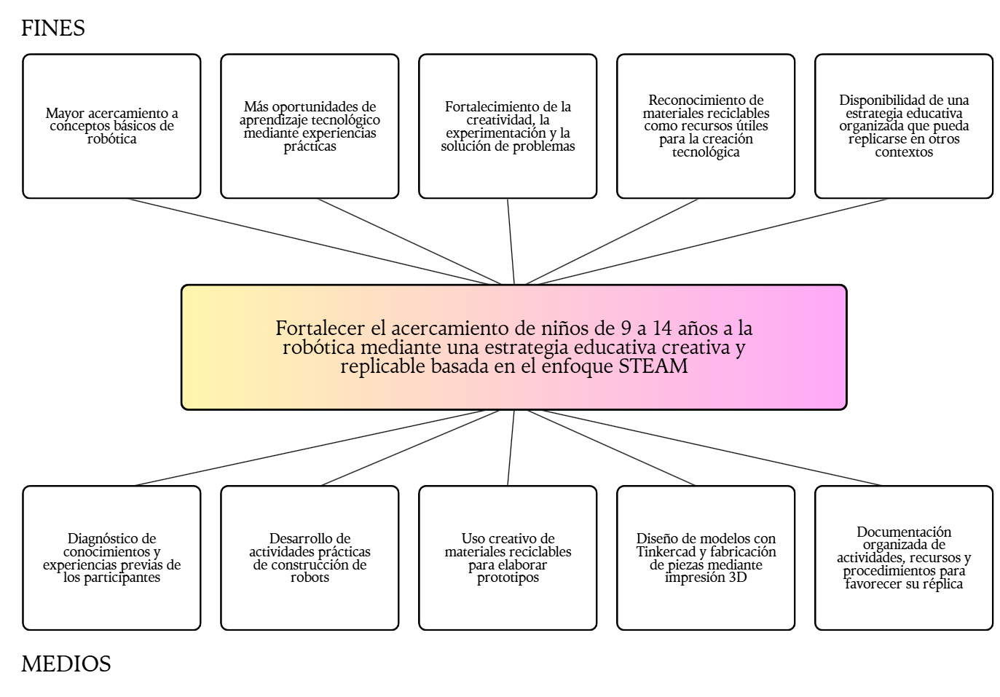 FINES
Mayor acercamiento a
conceptos básicos de
robótica
Más oportunidades de
aprendizaje tecnológico
mediante experiencias
prácticas
Fortalecimiento de la
creatividad, la
experimentación y la
solución de problemas
Reconocimiento de
materiales reciclables
como recursos útiles
para la creación
tecnológica
Disponibilidad de una
estrategia educativa
organizada que pueda
replicarse en otros
contextos
Fortalecer el acercamiento de niños de 9 a 14 años a la
robótica mediante una estrategia educativa creativa y
replicable basada en el enfoque STEAM
Diagnóstico de
conocimientos y
experiencias previas de
los participantes
Desarrollo de
actividades prácticas
de construcción de
robots
Uso creativo de
materiales reciclables
para elaborar
prototipos
Diseño de modelos con
Tinkercad y fabricación
de piezas mediante
impresión 3D
Documentación
organizada de
actividades, recursos y
procedimientos para
favorecer su réplica
MEDIOS